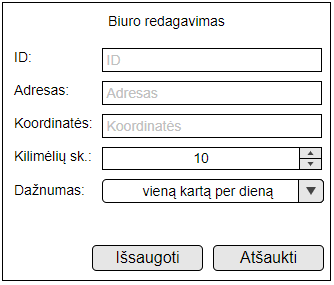 Biuro redagavimas
ID: ID
Adresas: Adresas
Koordinatės: Koordinatės
Kilimėlių sk.: 10
Dažnumas: vieną kartą per dieną
Išsaugoti Atšaukti